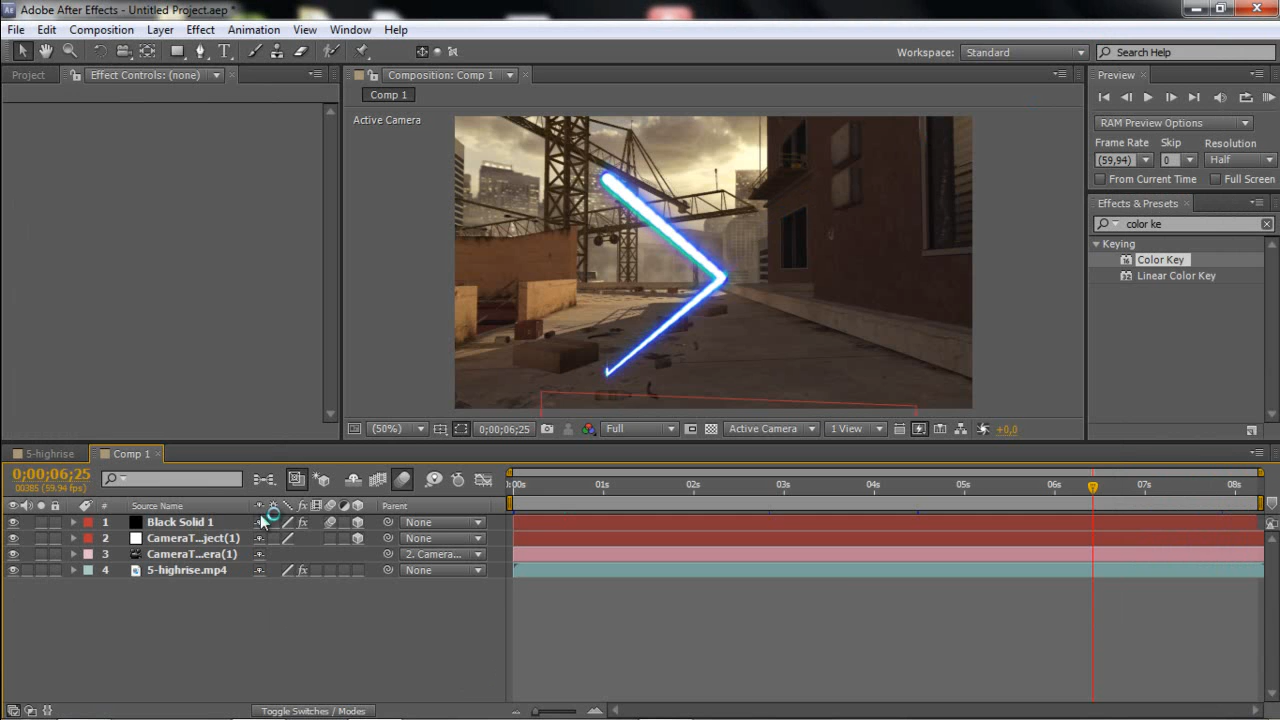 Adobe After Effects - Untitled Project.aep *
File Edit Composition Layer Effect Animation View Window Help
Workspace: Standard Search Help
Project Effect Controls: (none) Composition: Comp 1 Preview
Comp 1
Active Camera
RAM Preview Options
Frame Rate Skip Resolution
(59,94) 0 Half
From Current Time Full Screen
Effects & Presets
color ke
Keying
Color Key
Linear Color Key
(50%) 0;00;06;25 Full Active Camera 1 View +0,0
5-highrise Comp 1
0;00;06;25
00385 (59.94 fps)
:00s 01s 02s 03s 04s 05s 06s 07s 08s
# Source Name fx Parent
1 Black Solid 1 fx None
2 CameraT...ject(1) None
3 CameraT...era(1) 2. Camera...
4 5-highrise.mp4 fx None
Toggle Switches / Modes